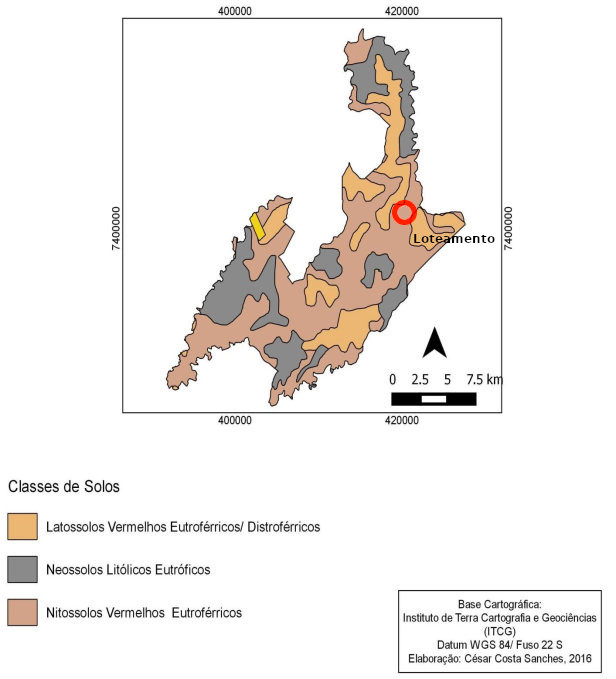 400000 420000
7400000 7400000
Loteamento
0 2.5 5 7.5 km
400000 420000
Classes de Solos
Latossolos Vermelhos Eutroférricos/ Distroférricos
Neossolos Litólicos Eutróficos
Nitossolos Vermelhos Eutroférricos
Base Cartográfica:
Instituto de Terra Cartografia e Geociências
(ITCG)
Datum WGS 84/ Fuso 22 S
Elaboração: César Costa Sanches, 2016